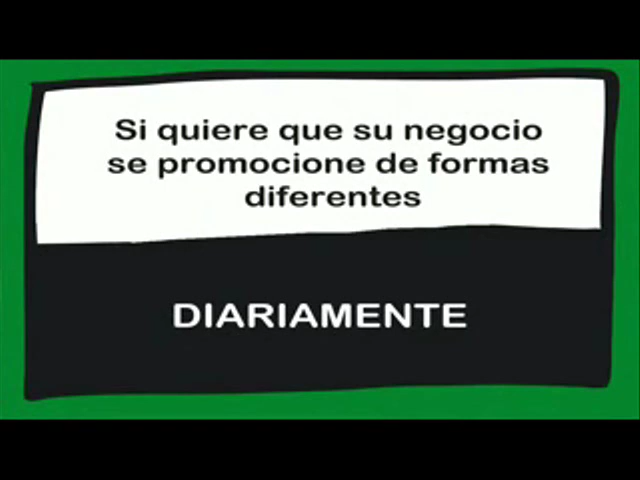 Si quiere que su negocio
se promocione de formas
diferentes
DIARIAMENTE